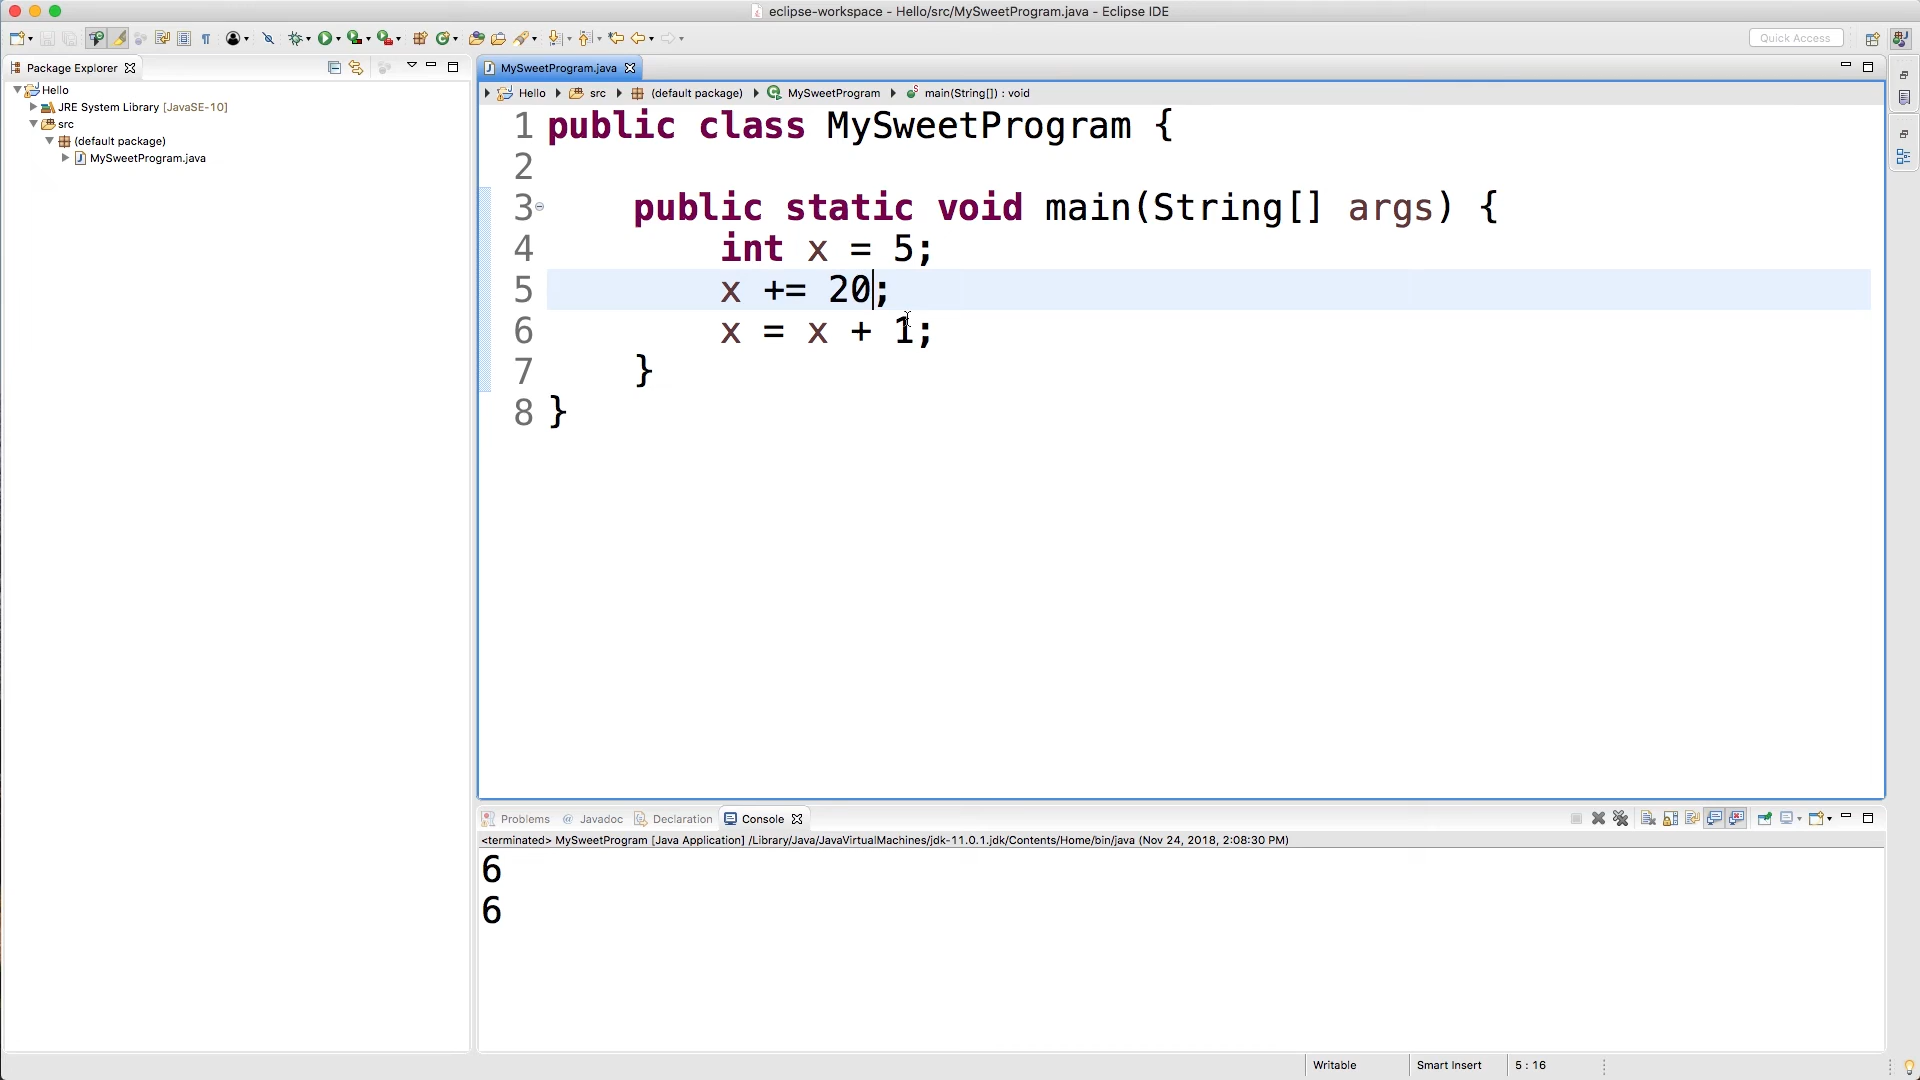 eclipse-workspace - Hello/src/MySweetProgram.java - Eclipse IDE
Quick Access
Package Explorer
Hello
JRE System Library [JavaSE-10]
src
(default package)
MySweetProgram.java
MySweetProgram.java
Hello src (default package) MySweetProgram main(String[]) : void
1 public class MySweetProgram {
2
3 public static void main(String[] args) {
4 int x = 5;
5 x += 20;
6 x = x + 1;
7 }
8 }
Problems @ Javadoc Declaration Console
<terminated> MySweetProgram [Java Application] /Library/Java/JavaVirtualMachines/jdk-11.0.1.jdk/Contents/Home/bin/java (Nov 24, 2018, 2:08:30 PM)
6
6
Writable Smart Insert 5 : 16